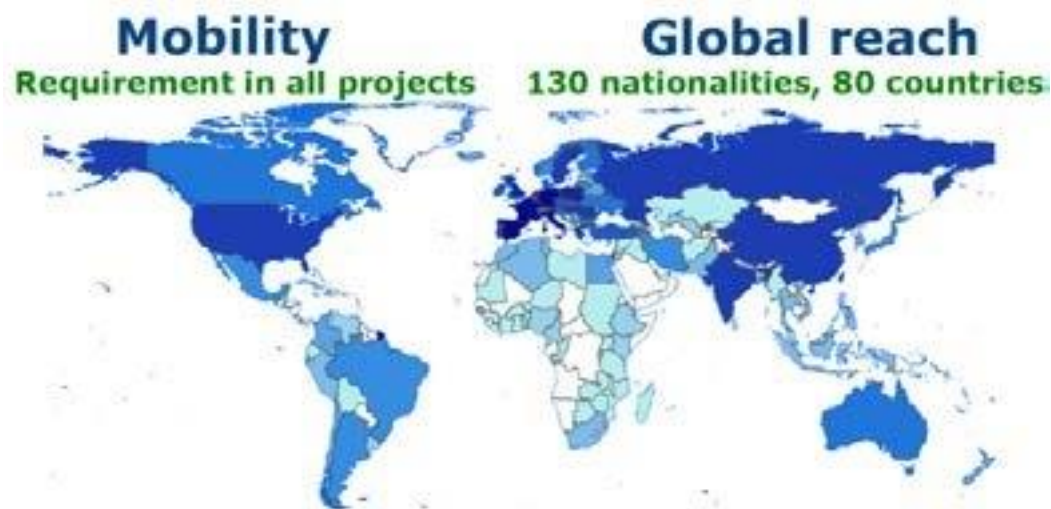 Mobility
Requirement in all projects
Global reach
130 nationalities, 80 countries